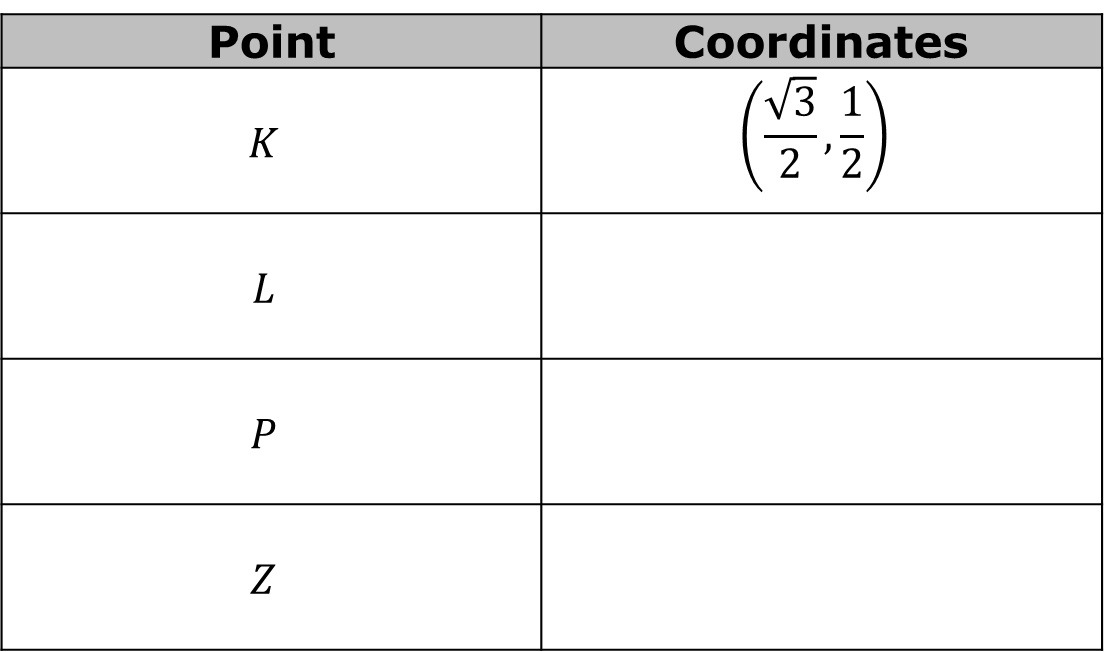 Point Coordinates
K (√3/2, 1/2)
L
P
Z